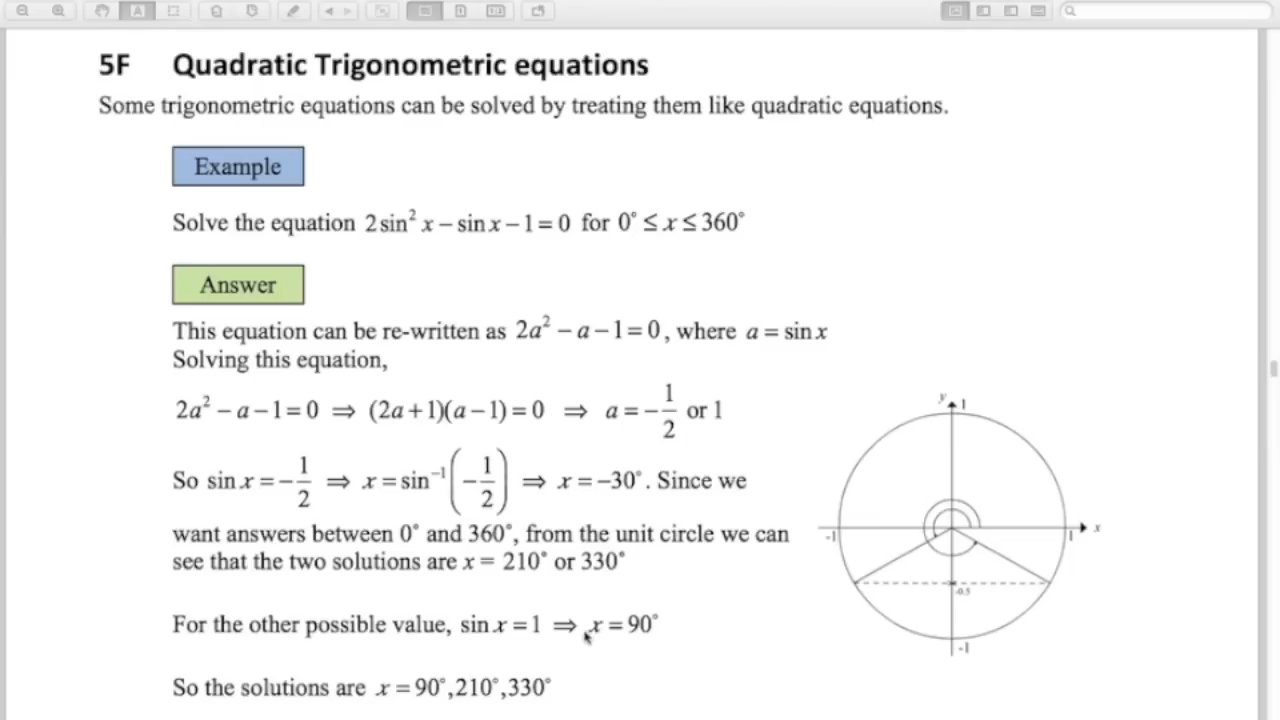 5F Quadratic Trigonometric equations
Some trigonometric equations can be solved by treating them like quadratic equations.
Example
Solve the equation 2 sin² x − sin x − 1 = 0 for 0° ≤ x ≤ 360°
Answer
This equation can be re-written as 2a² − a − 1 = 0, where a = sin x
Solving this equation,
2a² − a − 1 = 0 ⇒ (2a + 1)(a − 1) = 0 ⇒ a = −1/2 or 1
So sin x = −1/2 ⇒ x = sin⁻¹(−1/2) ⇒ x = −30°. Since we
want answers between 0° and 360°, from the unit circle we can
see that the two solutions are x = 210° or 330°
For the other possible value, sin x = 1 ⇒ x = 90°
So the solutions are x = 90°,210°,330°
y 1
-1 1 x
-0.5
-1